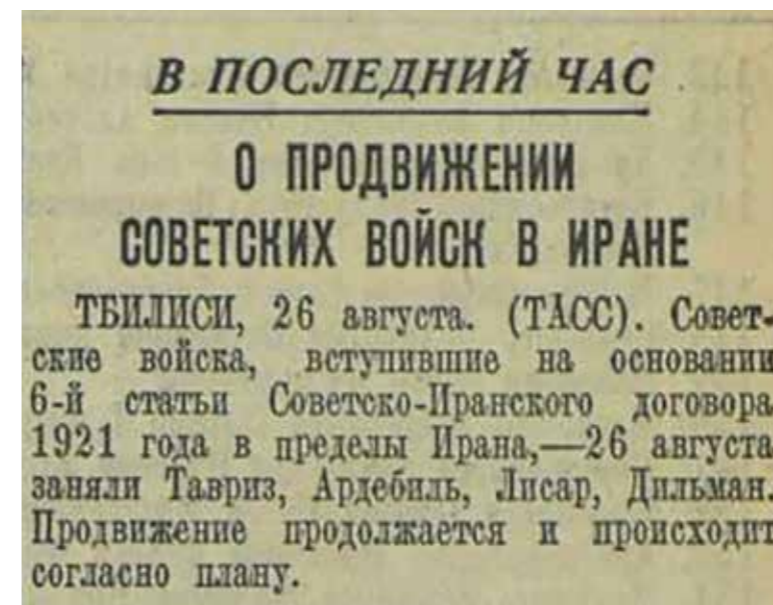 В ПОСЛЕДНИЙ ЧАС
О ПРОДВИЖЕНИИ
СОВЕТСКИХ ВОЙСК В ИРАНЕ
ТБИЛИСИ, 26 августа. (ТАСС). Совет-
ские войска, вступившие на основании
6-й статьи Советско-Иранского договора
1921 года в пределы Ирана,—26 августа
заняли Тавриз, Ардебиль, Лисар, Дильман.
Продвижение продолжается и происходит
согласно плану.